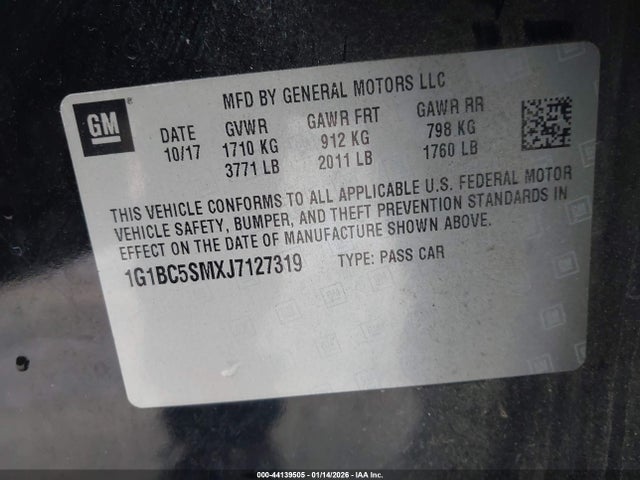 GM
MFD BY GENERAL MOTORS LLC
DATE GVWR GAWR FRT GAWR RR
10/17 1710 KG 912 KG 798 KG
3771 LB 2011 LB 1760 LB
THIS VEHICLE CONFORMS TO ALL APPLICABLE U.S. FEDERAL MOTOR
VEHICLE SAFETY, BUMPER, AND THEFT PREVENTION STANDARDS IN
EFFECT ON THE DATE OF MANUFACTURE SHOWN ABOVE.
1G1BC5SMXJ7127319 TYPE: PASS CAR
000-44139505 - 01/14/2026 - IAA Inc.